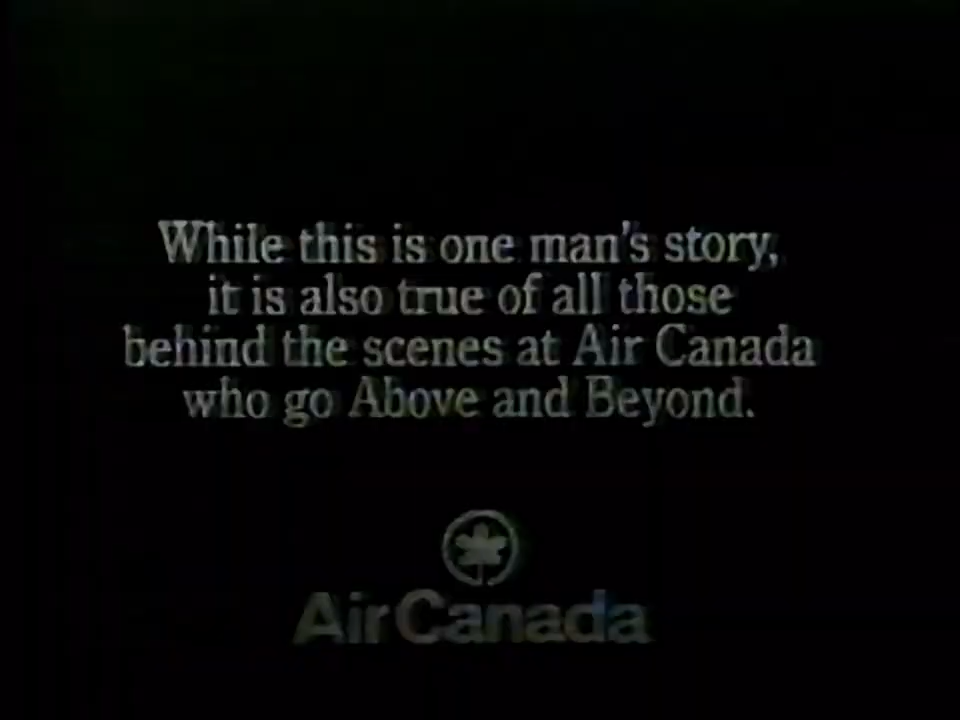 While this is one man's story,
it is also true of all those
behind the scenes at Air Canada
who go Above and Beyond.
Air Canada